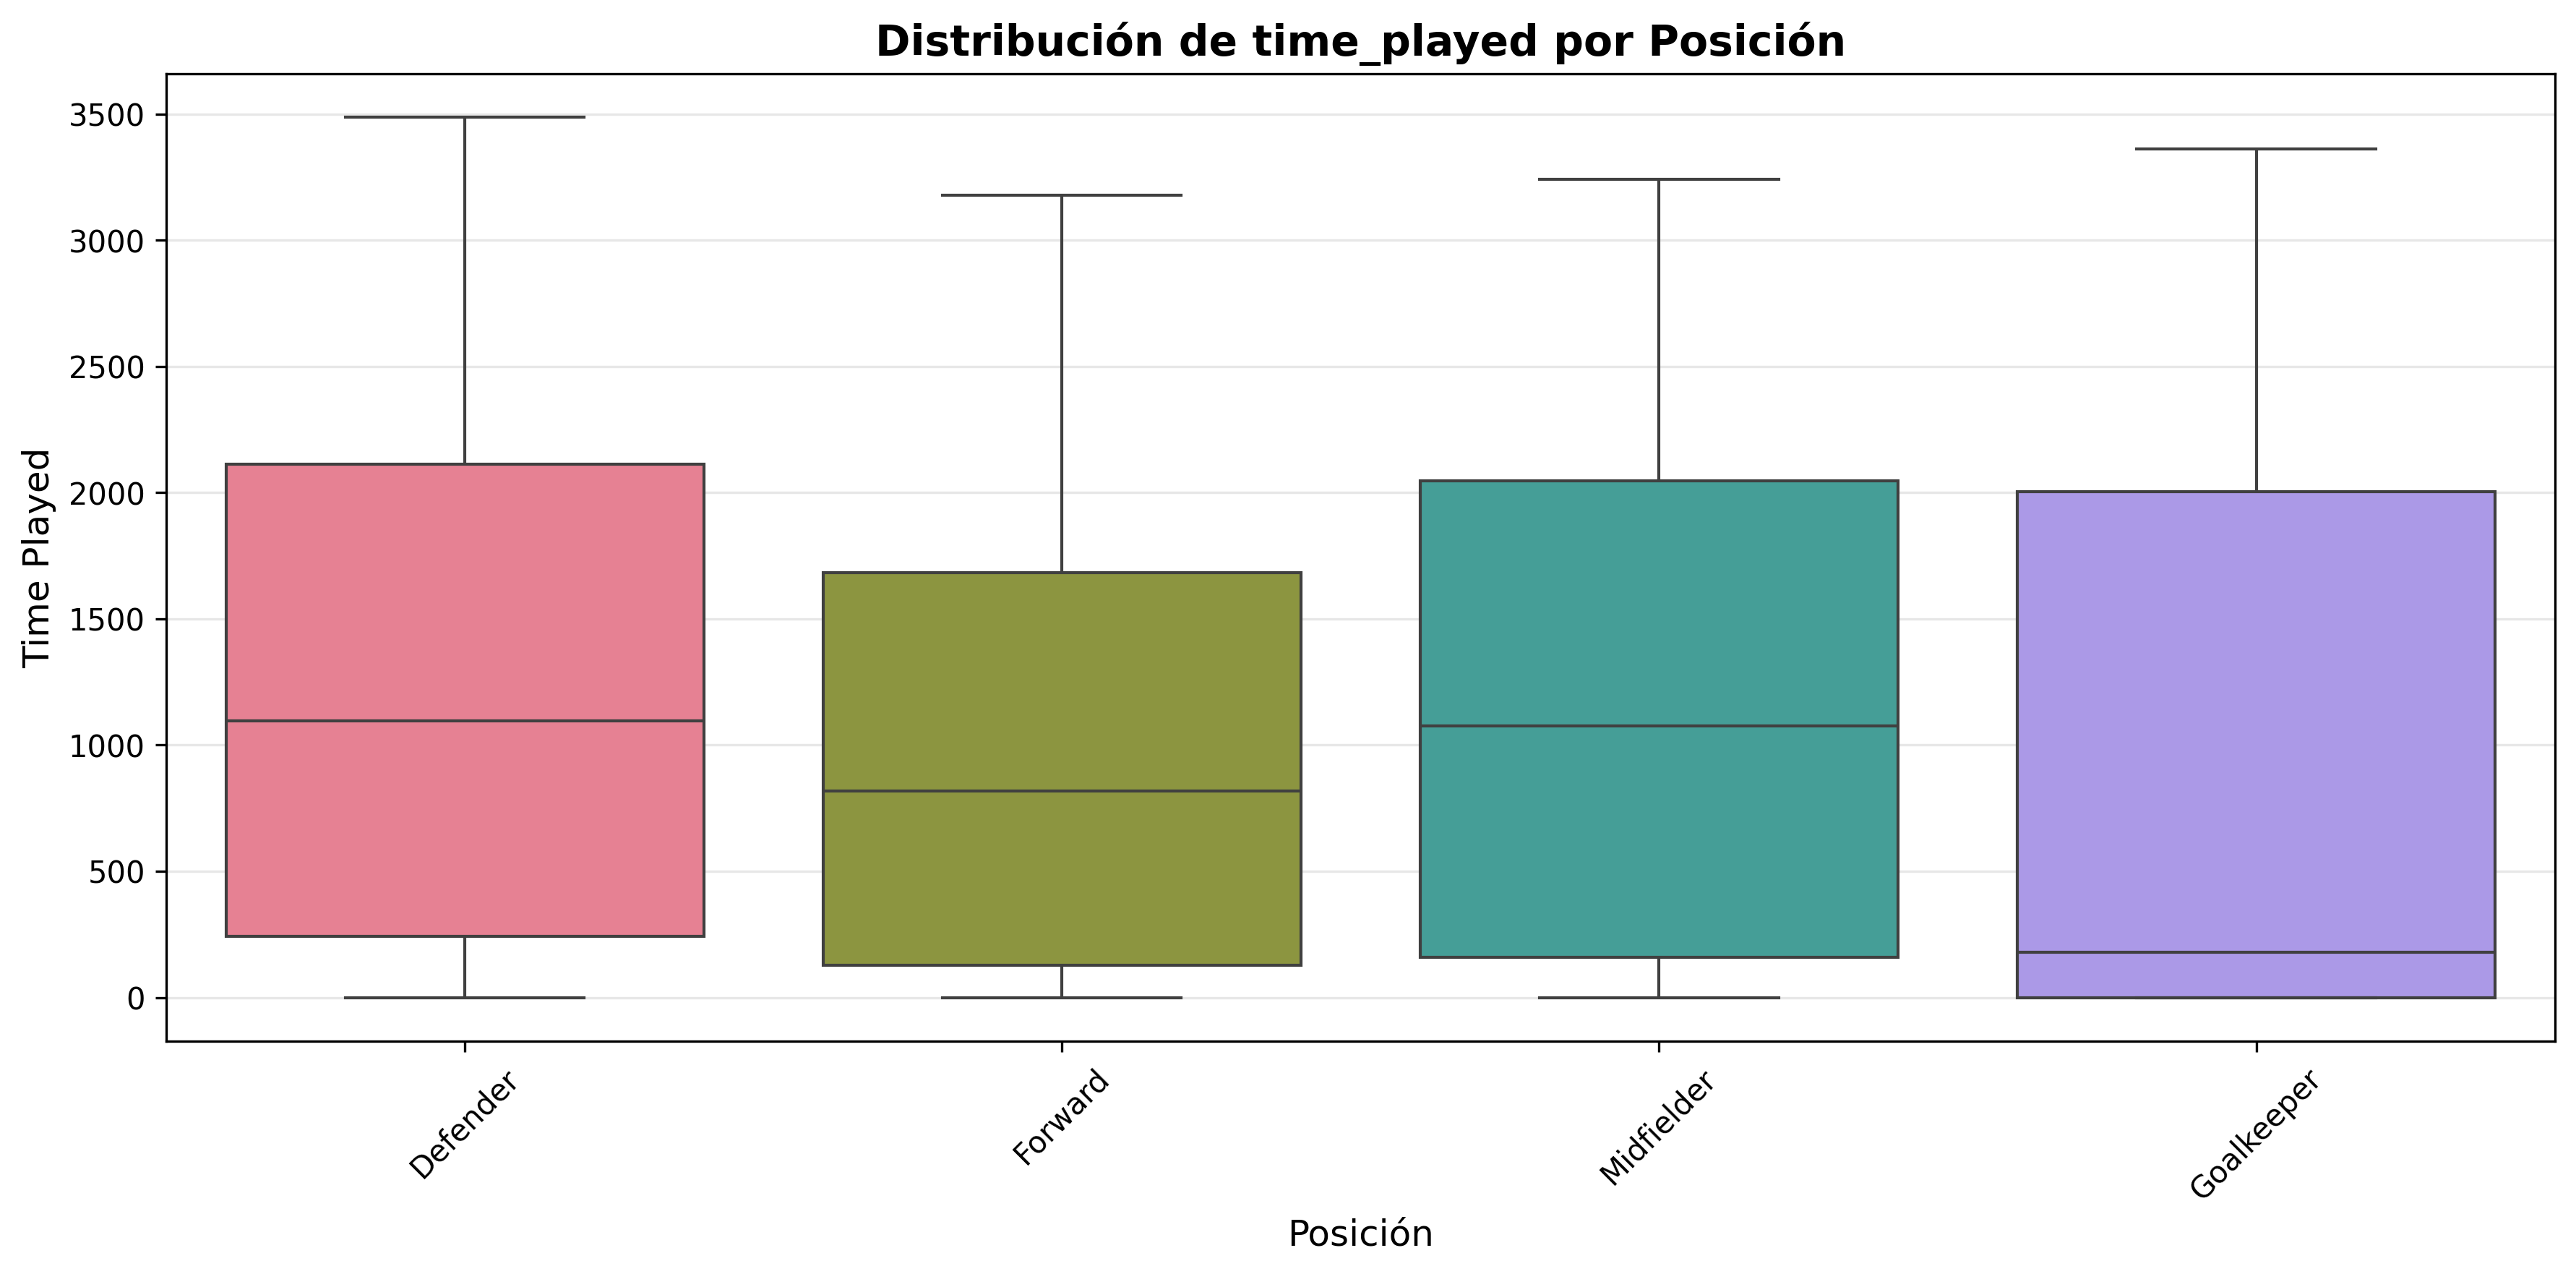 Distribución de time_played por Posición
Time Played
3500
3000
2500
2000
1500
1000
500
0
Defender
Forward
Midfielder
Goalkeeper
Posición